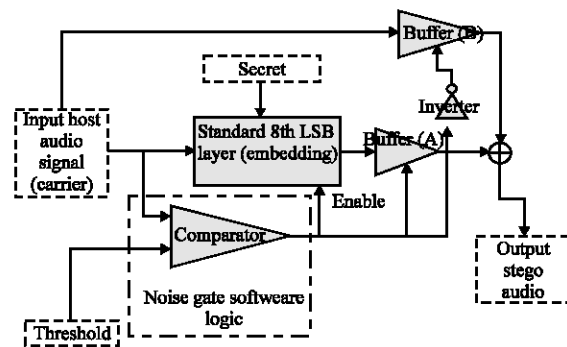 Buffer (B)
Secret
Inverter
Input host
audio
signal
(carrier)
Standard 8th LSB
layer (embedding)
Buffer (A)
Enable
Comparator
Noise gate softweare
logic
Output
stego
audio
Threshold